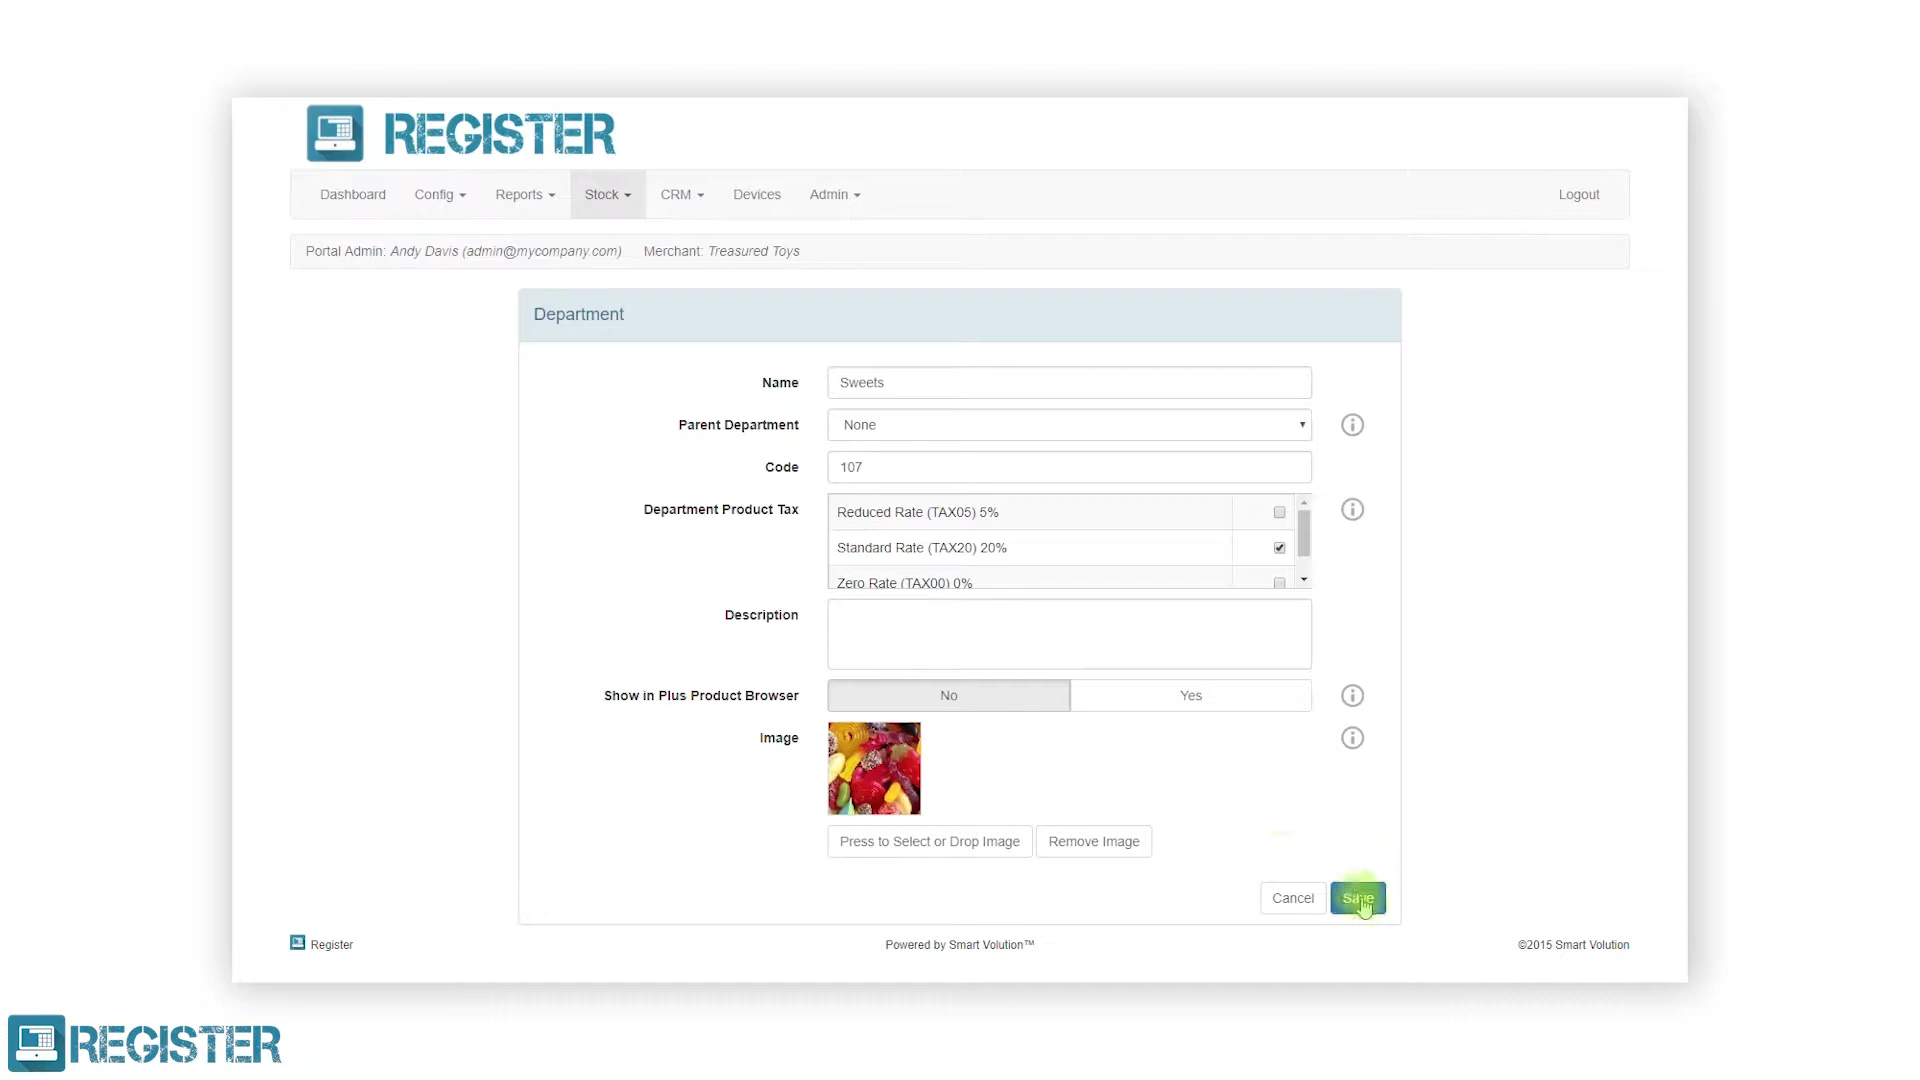 REGISTER
Dashboard Config Reports Stock CRM Devices Admin Logout
Portal Admin: Andy Davis (admin@mycompany.com) Merchant: Treasured Toys
Department
Name Sweets
Parent Department None
Code 107
Department Product Tax Reduced Rate (TAX05) 5%
Standard Rate (TAX20) 20%
Zero Rate (TAX00) 0%
Description
Show in Plus Product Browser No Yes
Image
Press to Select or Drop Image Remove Image
Cancel Save
Register Powered by Smart Volution™ ©2015 Smart Volution
REGISTER